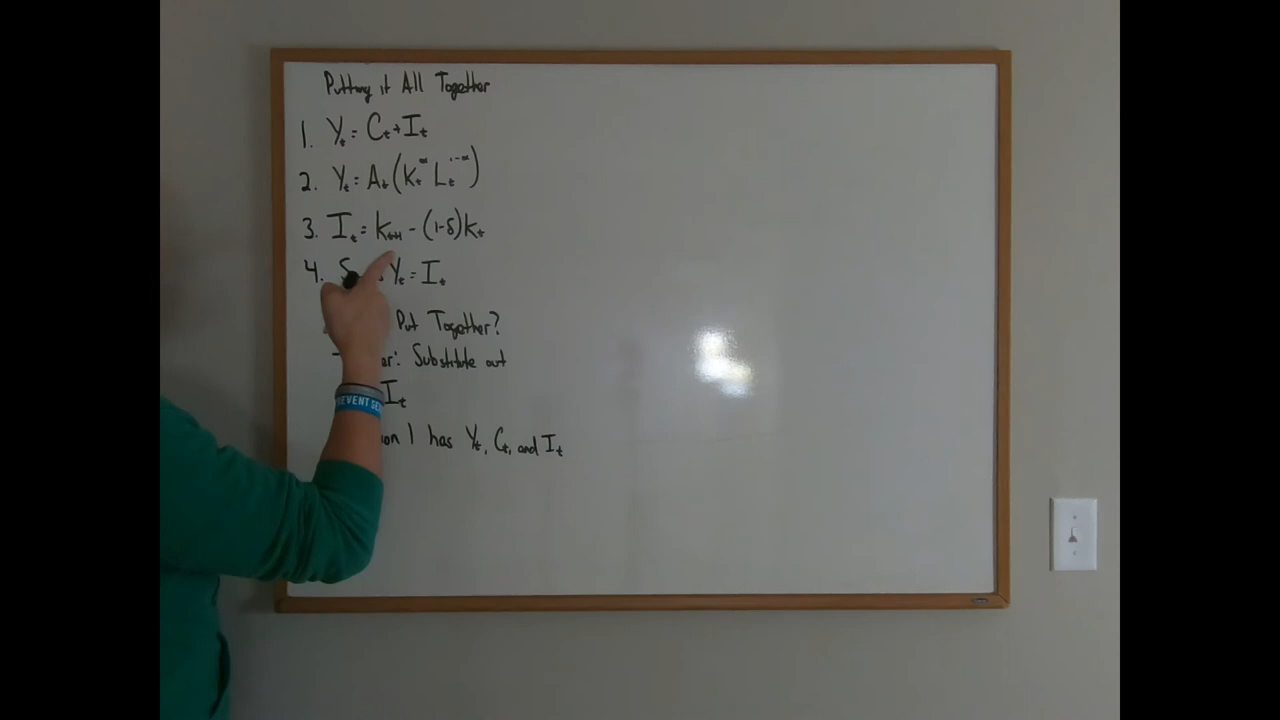 Putting it All Together
1. Yₜ = Cₜ + Iₜ
2. Yₜ = Aₜ(Kₜ^α Lₜ^1-α)
3. Iₜ = Kₜ₊₁ - (1-δ)Kₜ
4. Yₜ = Iₜ
Put Together?
Substitute out
Iₜ
1 has Yₜ, Cₜ, and Iₜ